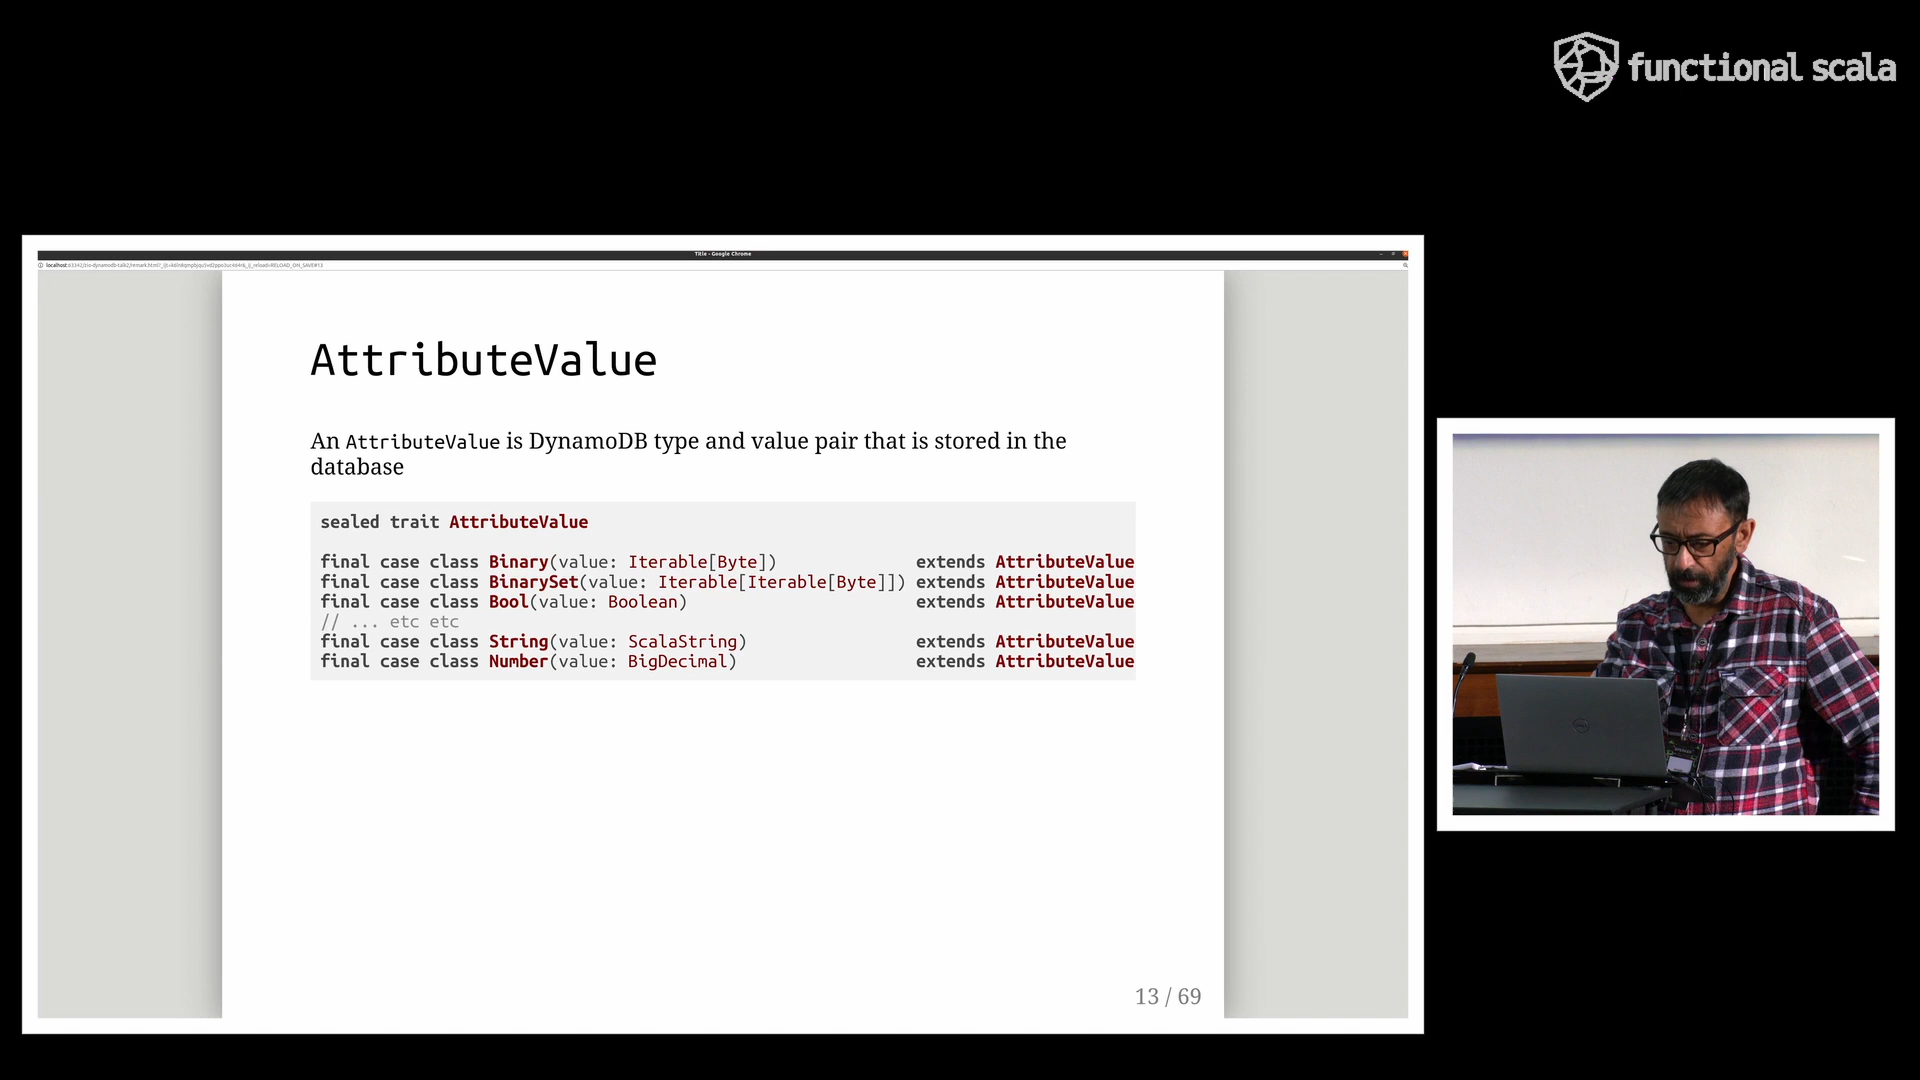 functional scala
Title - Google Chrome
AttributeValue
An AttributeValue is DynamoDB type and value pair that is stored in the
database
sealed trait AttributeValue
final case class Binary(value: Iterable[Byte]) extends AttributeValue
final case class BinarySet(value: Iterable[Iterable[Byte]]) extends AttributeValue
final case class Bool(value: Boolean) extends AttributeValue
// ... etc etc
final case class String(value: ScalaString) extends AttributeValue
final case class Number(value: BigDecimal) extends AttributeValue
13 / 69